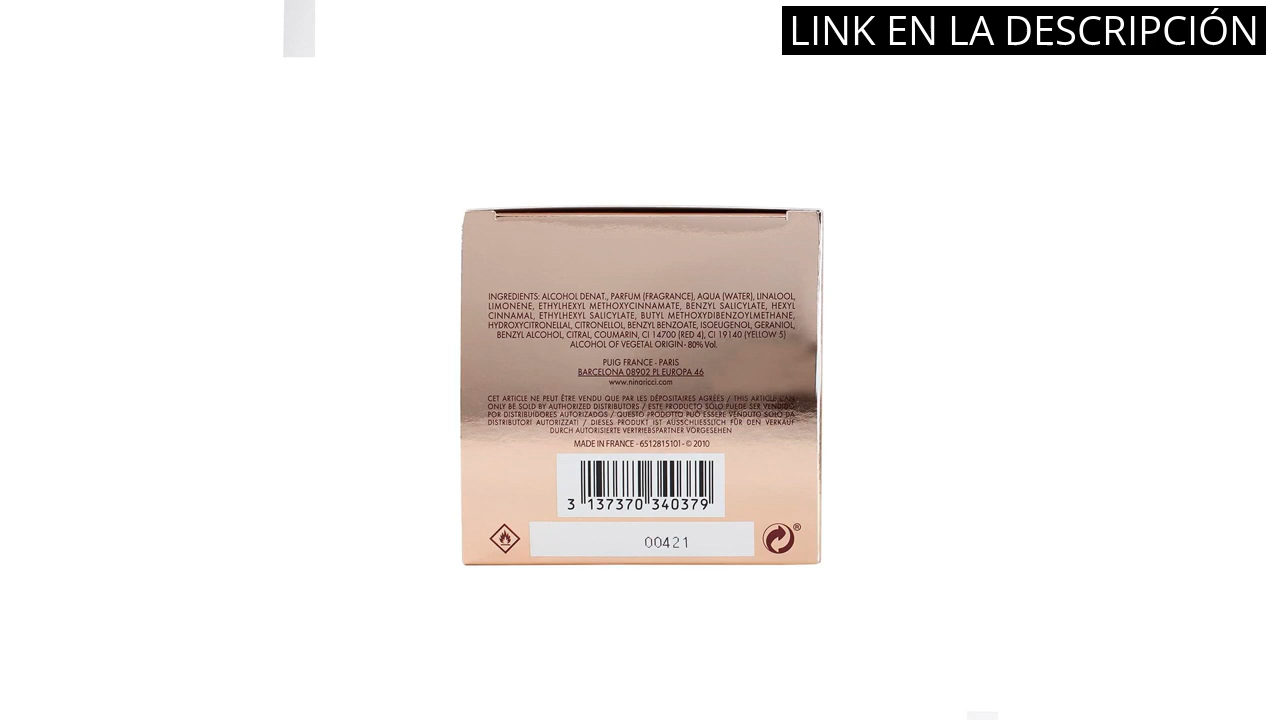 LINK EN LA DESCRIPCIÓN
INGREDIENTS: ALCOHOL DENAT., PARFUM (FRAGRANCE), AQUA (WATER), LINALOOL,
LIMONENE, ETHYLHEXYL METHOXYCINNAMATE, BENZYL SALICYLATE, HEXYL
CINNAMAL, ETHYLHEXYL SALICYLATE, BUTYL METHOXYDIBENZOYLMETHANE,
HYDROXYCITRONELLAL, CITRONELLOL, BENZYL BENZOATE, ISOEUGENOL, GERANIOL,
BENZYL ALCOHOL, CITRAL, COUMARIN, CI 14700 (RED 4), CI 19140 (YELLOW 5)
ALCOHOL OF VEGETAL ORIGIN- 80% Vol.
PUIG FRANCE - PARIS
BARCELONA 08902 PL EUROPA 46
www.ninaricci.com
CET ARTICLE NE PEUT ÊTRE VENDU QUE PAR LES DÉPOSITAIRES AGRÉÉS / THIS ARTICLE CAN
ONLY BE SOLD BY AUTHORIZED DISTRIBUTORS / ESTE PRODUCTO SÓLO PUEDE SER VENDIDO
POR DISTRIBUIDORES AUTORIZADOS / QUESTO PRODOTTO PUÒ ESSERE VENDUTO SOLO DA
DISTRIBUTORI AUTORIZZATI / DIESES PRODUKT IST AUSSCHLIESSLICH FÜR DEN VERKAUF
DURCH AUTORISIERTE VERTRIEBSPARTNER VORGESEHEN
MADE IN FRANCE - 6512815101- © 2010
3 137370 340379
00421
®